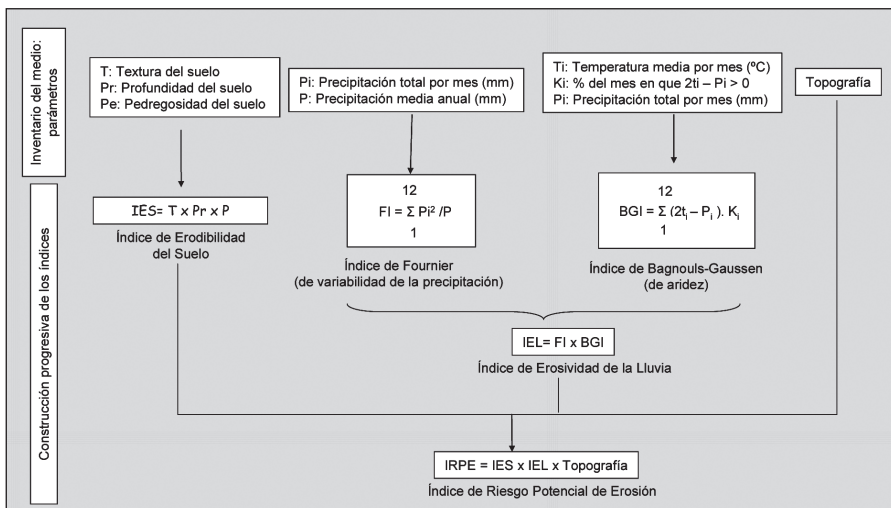 Inventario del medio:
parámetros
T: Textura del suelo
Pr: Profundidad del suelo
Pe: Pedregosidad del suelo
Pi: Precipitación total por mes (mm)
P: Precipitación media anual (mm)
Ti: Temperatura media por mes (ºC)
Ki: % del mes en que 2ti – Pi > 0
Pi: Precipitación total por mes (mm)
Topografía
Construcción progresiva de los índices
IES= T x Pr x P
Índice de Erodibilidad
del Suelo
12
FI = Σ Pi² /P
1
Índice de Fournier
(de variabilidad de la precipitación)
12
BGI = Σ (2tᵢ – Pᵢ ). Kᵢ
1
Índice de Bagnouls-Gaussen
(de aridez)
IEL= FI x BGI
Índice de Erosividad de la Lluvia
IRPE = IES x IEL x Topografía
Índice de Riesgo Potencial de Erosión